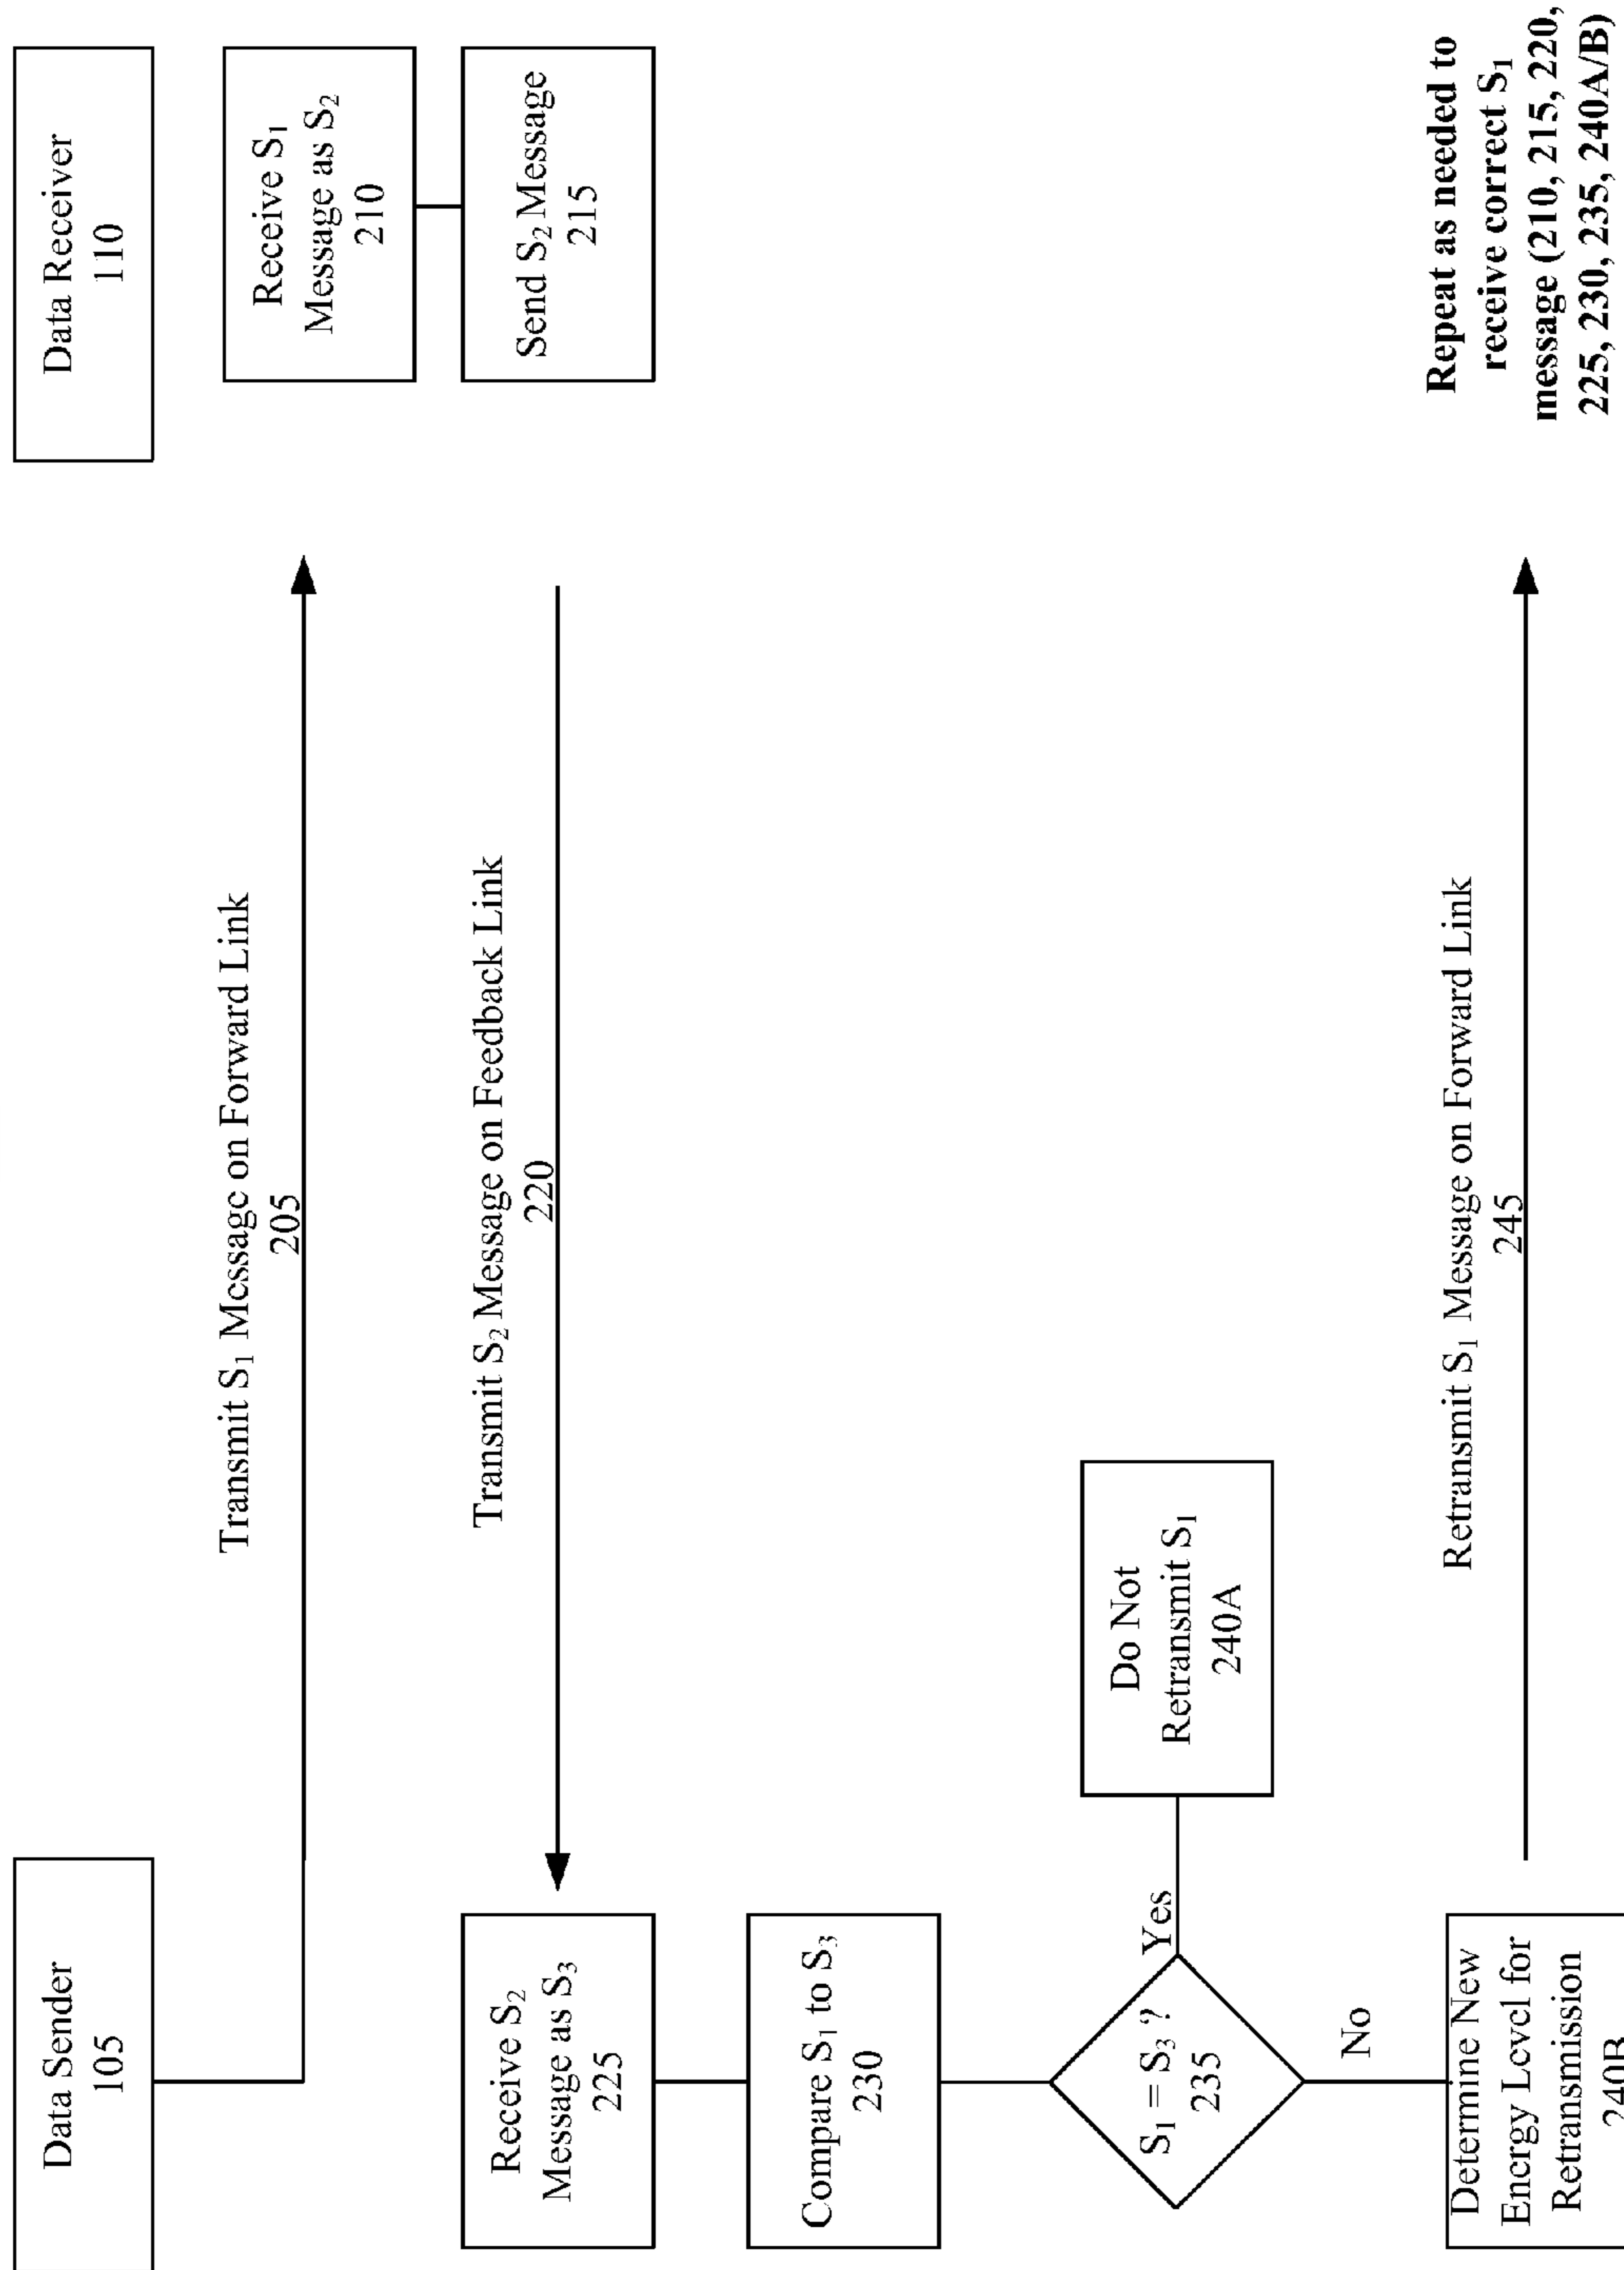 Data Sender
105
Data Receiver
110
Transmit S₁ Message on Forward Link
205
Receive S₁
Message as S₂
210
Send S₂ Message
215
Transmit S₂ Message on Feedback Link
220
Receive S₂
Message as S₃
225
Compare S₁ to S₃
230
S₁ = S₃ ?
235
Yes
Do Not
Retransmit S₁
240A
No
Determine New
Energy Level for
Retransmission
240B
Retransmit S₁ Message on Forward Link
245
Repeat as needed to
receive correct S₁
message (210, 215, 220,
225, 230, 235, 240A/B)